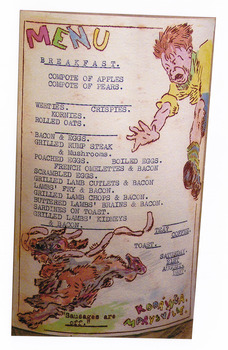 MENU
BREAKFAST.
COMPOTE OF APPLES
COMPOTE OF PEARS.
WEETIES. CRISPIES.
KORNIES.
ROLLED OATS.
BACON & EGGS.
GRILLED RUMP STEAK
& Mushrooms.
POACHED EGGS. BOILED EGGS.
FRENCH OMELETTES & BACON
SCRAMBLED EGGS.
GRILLED LAMB CUTLETS & BACON
LAMBS' FRY & BACON.
GRILLED LAMB CHOPS & BACON.
BUTTERED LAMBS' BRAINS & BACON.
SARDINES ON TOAST.
GRILLED LAMBS' KIDNEYS
& BACON.
COFFEE.
TOAST.
Sausages are
off!